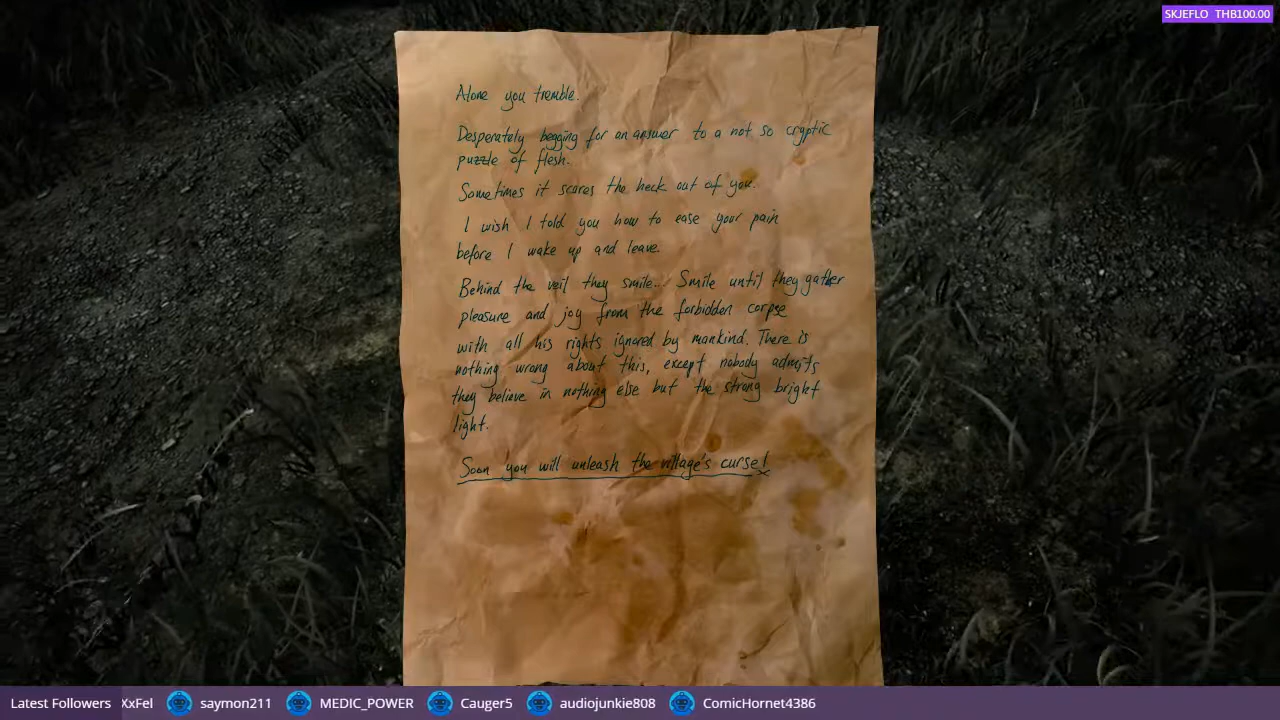 SKJEFLO THB100.00
Alone you tremble.
Desperately begging for an answer to a not so cryptic
puzzle of flesh.
Sometimes it scares the heck out of you.
I wish I told you how to ease your pain
before I wake up and leave.
Behind the veil they smile... Smile until they gather
pleasure and joy from the forbidden corpse
with all his rights ignored by mankind. There is
nothing wrong about this, except nobody admits
they believe in nothing else but the strong bright
light.
Soon you will unleash the village's curse!
Latest Followers XxFel saymon211 MEDIC_POWER Cauger5 audiojunkie808 ComicHornet4386